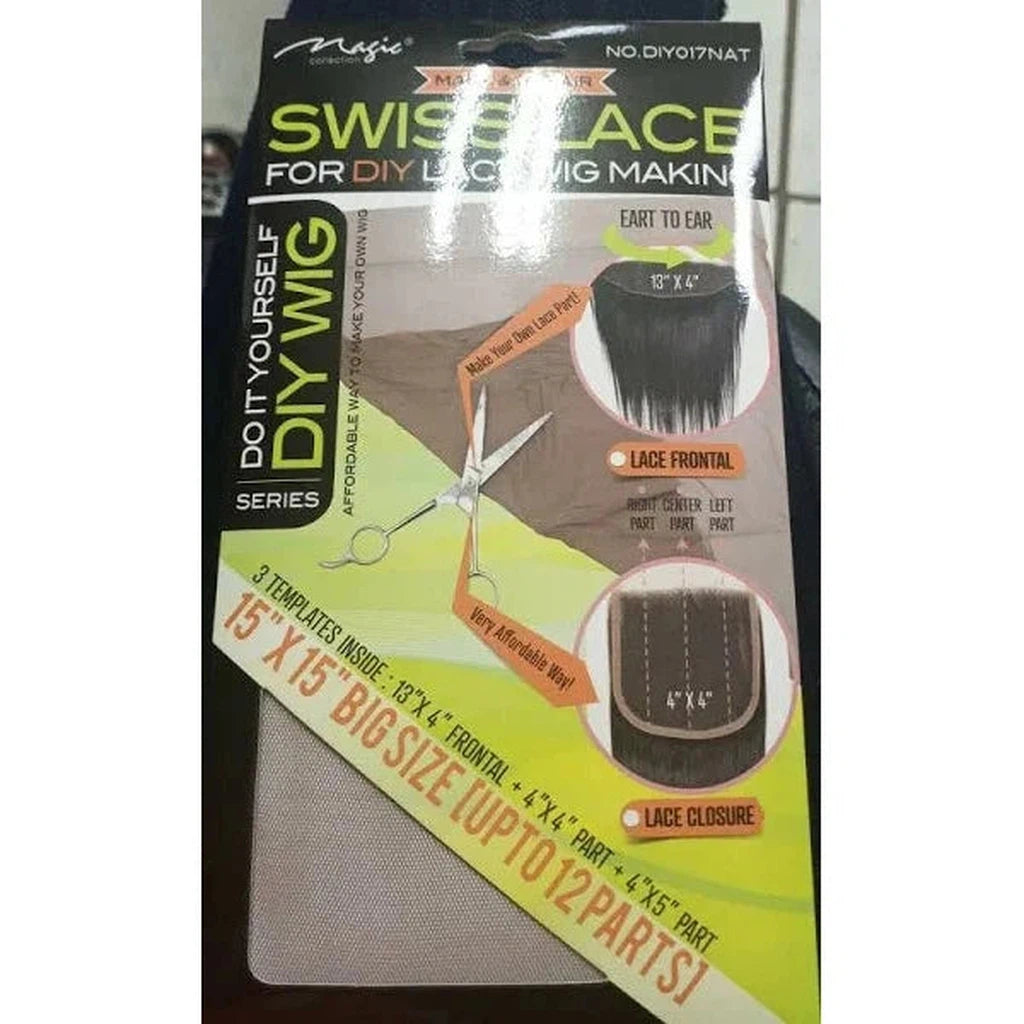 Magic
collection
NO.DIY017NAT
SWISS LACE
FOR DIY LACE WIG MAKING
DO IT YOURSELF
DIY WIG
SERIES
AFFORDABLE WAY TO MAKE YOUR OWN WIG
EART TO EAR
13" X 4"
Make Your Own Lace Part!
LACE FRONTAL
RIGHT PART
CENTER PART
LEFT PART
Very Affordable Way!
4" X 4"
LACE CLOSURE
3 TEMPLATES INSIDE : 13"X 4" FRONTAL + 4"X4" PART + 4"X5" PART
15" X 15" BIG SIZE [UP TO 12 PARTS]